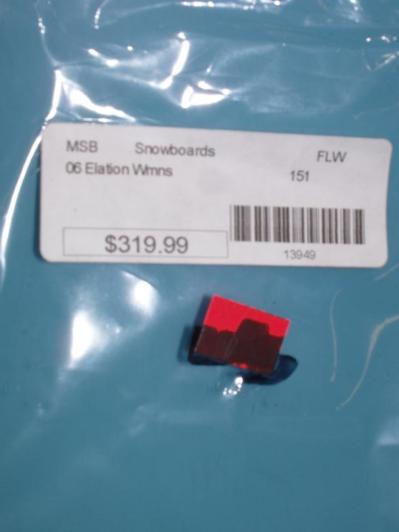 MSB Snowboards FLW
06 Elation Wmns 151
$319.99
13949